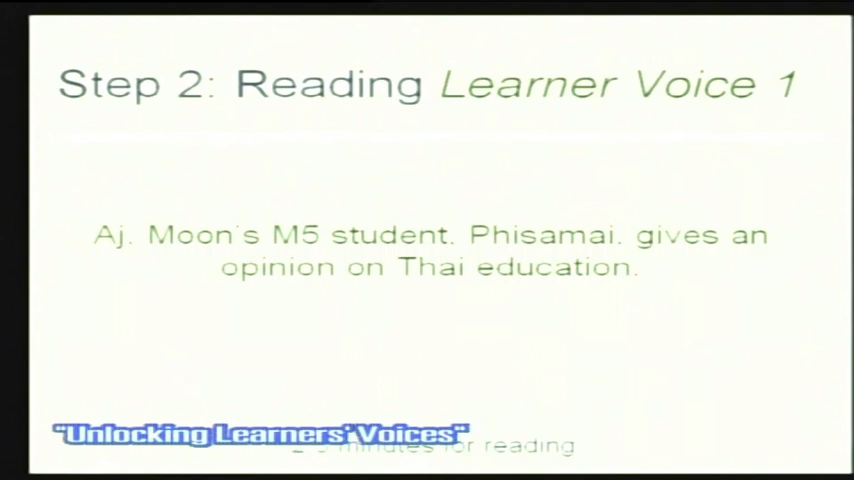 Step 2: Reading Learner Voice 1
Aj. Moon's M5 student, Phisamai, gives an
opinion on Thai education.
"Unlocking Learners' Voices"
minutes for reading